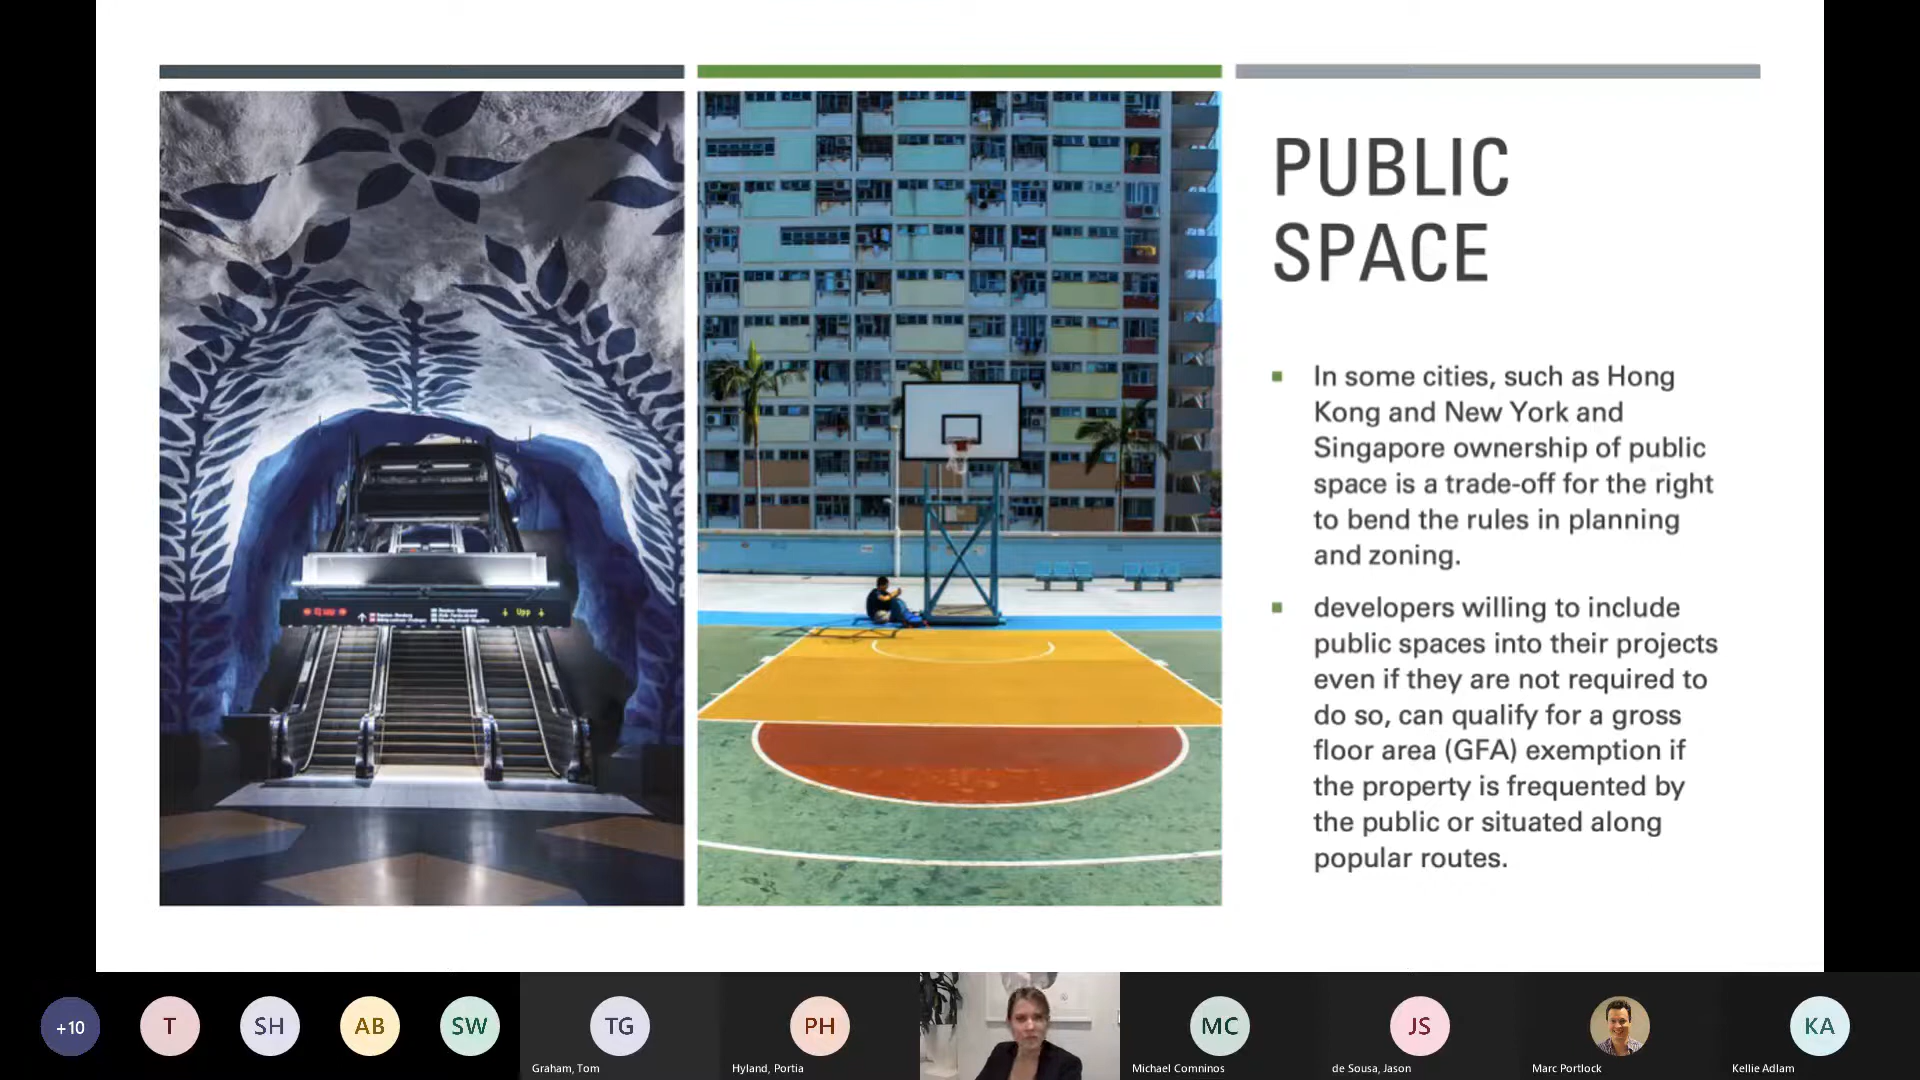 PUBLIC
SPACE
In some cities, such as Hong
Kong and New York and
Singapore ownership of public
space is a trade-off for the right
to bend the rules in planning
and zoning.
developers willing to include
public spaces into their projects
even if they are not required to
do so, can qualify for a gross
floor area (GFA) exemption if
the property is frequented by
the public or situated along
popular routes.
Upp
+10
T
SH
AB
SW
TG
PH
MC
JS
KA
Graham, Tom
Hyland, Portia
Michael Comninos
de Sousa, Jason
Marc Portlock
Kellie Adlam